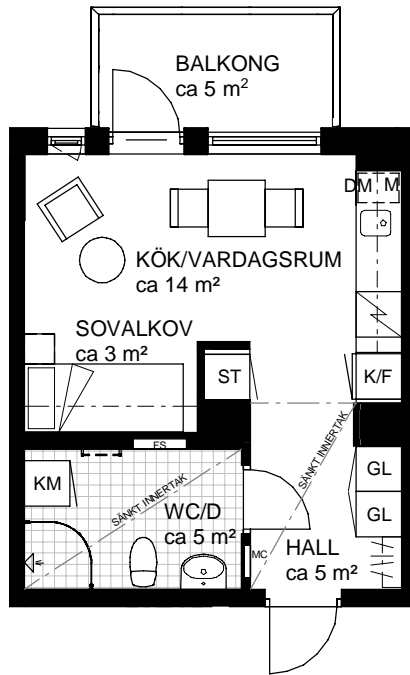 BALKONG
ca 5 m²
DM M
KÖK/VARDAGSRUM
ca 14 m²
SOVALKOV
ca 3 m²
ST
K/F
ES
SÄNKT INNERTAK
SÄNKT INNERTAK
KM
GL
WC/D
ca 5 m²
GL
MC
HALL
ca 5 m²